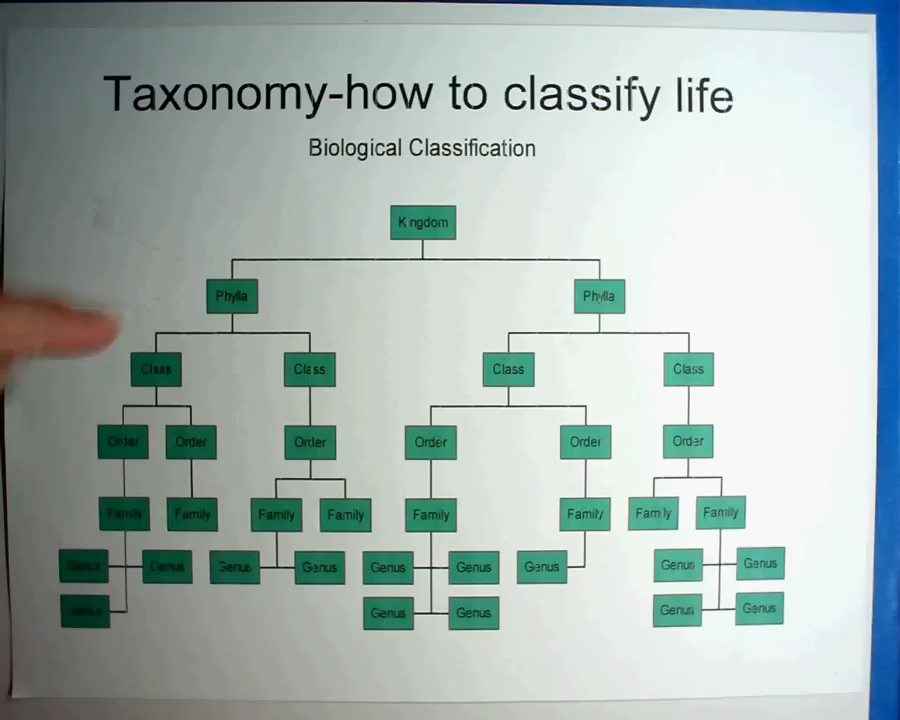 Taxonomy-how to classify life
Biological Classification
Kingdom
Phylla Phylla
Class Class Class Class
Order Order Order Order Order Order
Family Family Family Family Family Family Family Family
Genus Genus Genus Genus Genus Genus Genus Genus Genus
Genus Genus Genus Genus Genus